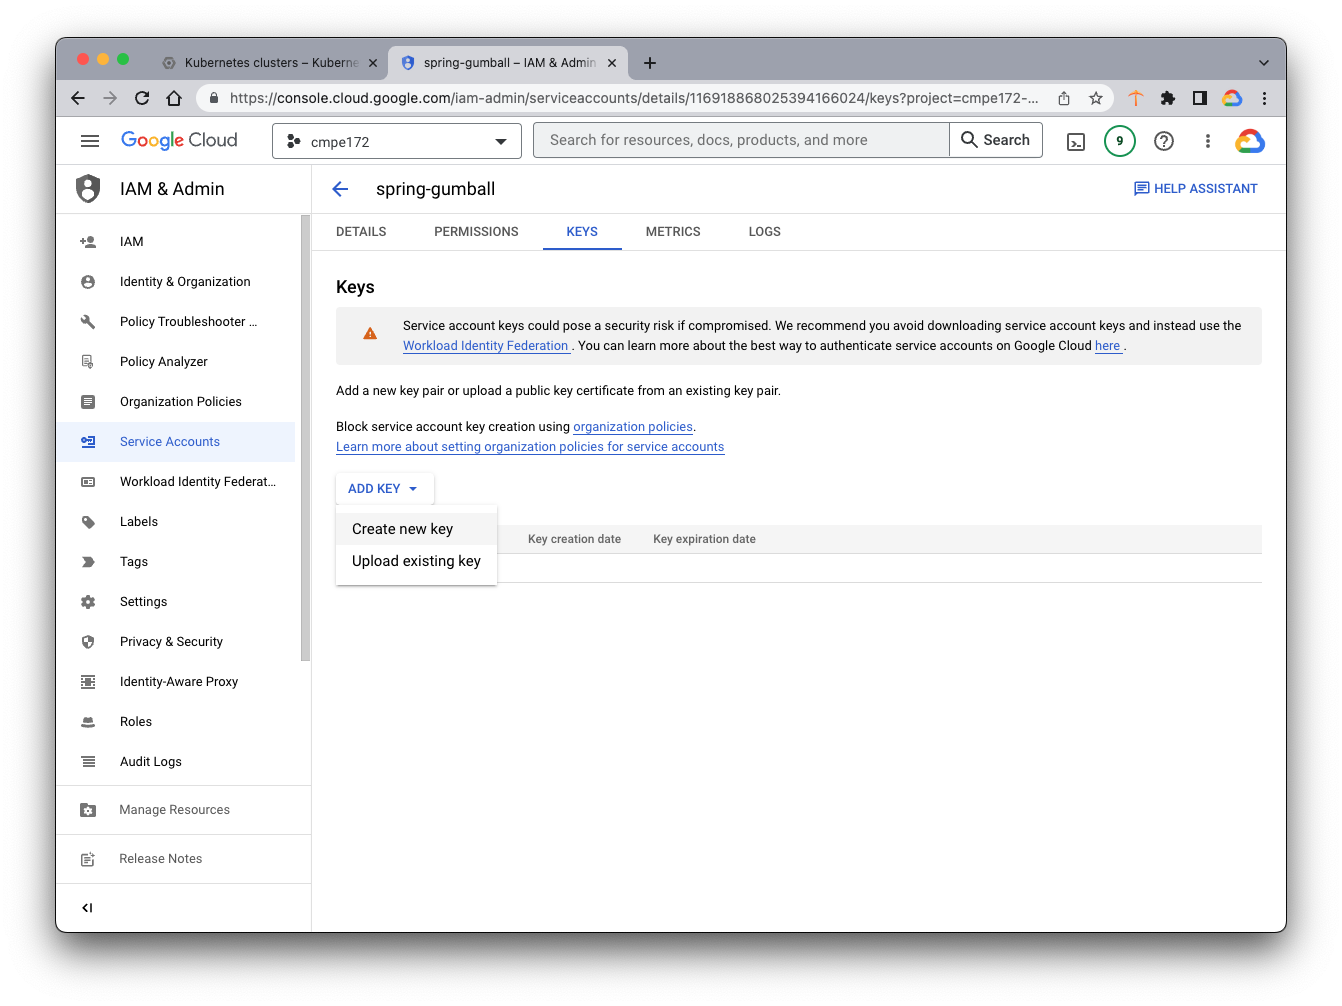 Kubernetes clusters – Kuberne
spring-gumball – IAM & Admin
https://console.cloud.google.com/iam-admin/serviceaccounts/details/116918868025394166024/keys?project=cmpe172-...
Google Cloud
cmpe172
Search for resources, docs, products, and more
Search
9
IAM & Admin
spring-gumball
HELP ASSISTANT
DETAILS
PERMISSIONS
KEYS
METRICS
LOGS
IAM
Identity & Organization
Policy Troubleshooter ...
Policy Analyzer
Organization Policies
Service Accounts
Workload Identity Federat...
Labels
Tags
Settings
Privacy & Security
Identity-Aware Proxy
Roles
Audit Logs
Manage Resources
Release Notes
Keys
Service account keys could pose a security risk if compromised. We recommend you avoid downloading service account keys and instead use the
Workload Identity Federation . You can learn more about the best way to authenticate service accounts on Google Cloud here .
Add a new key pair or upload a public key certificate from an existing key pair.
Block service account key creation using organization policies.
Learn more about setting organization policies for service accounts
ADD KEY
Create new key
Upload existing key
Key creation date
Key expiration date